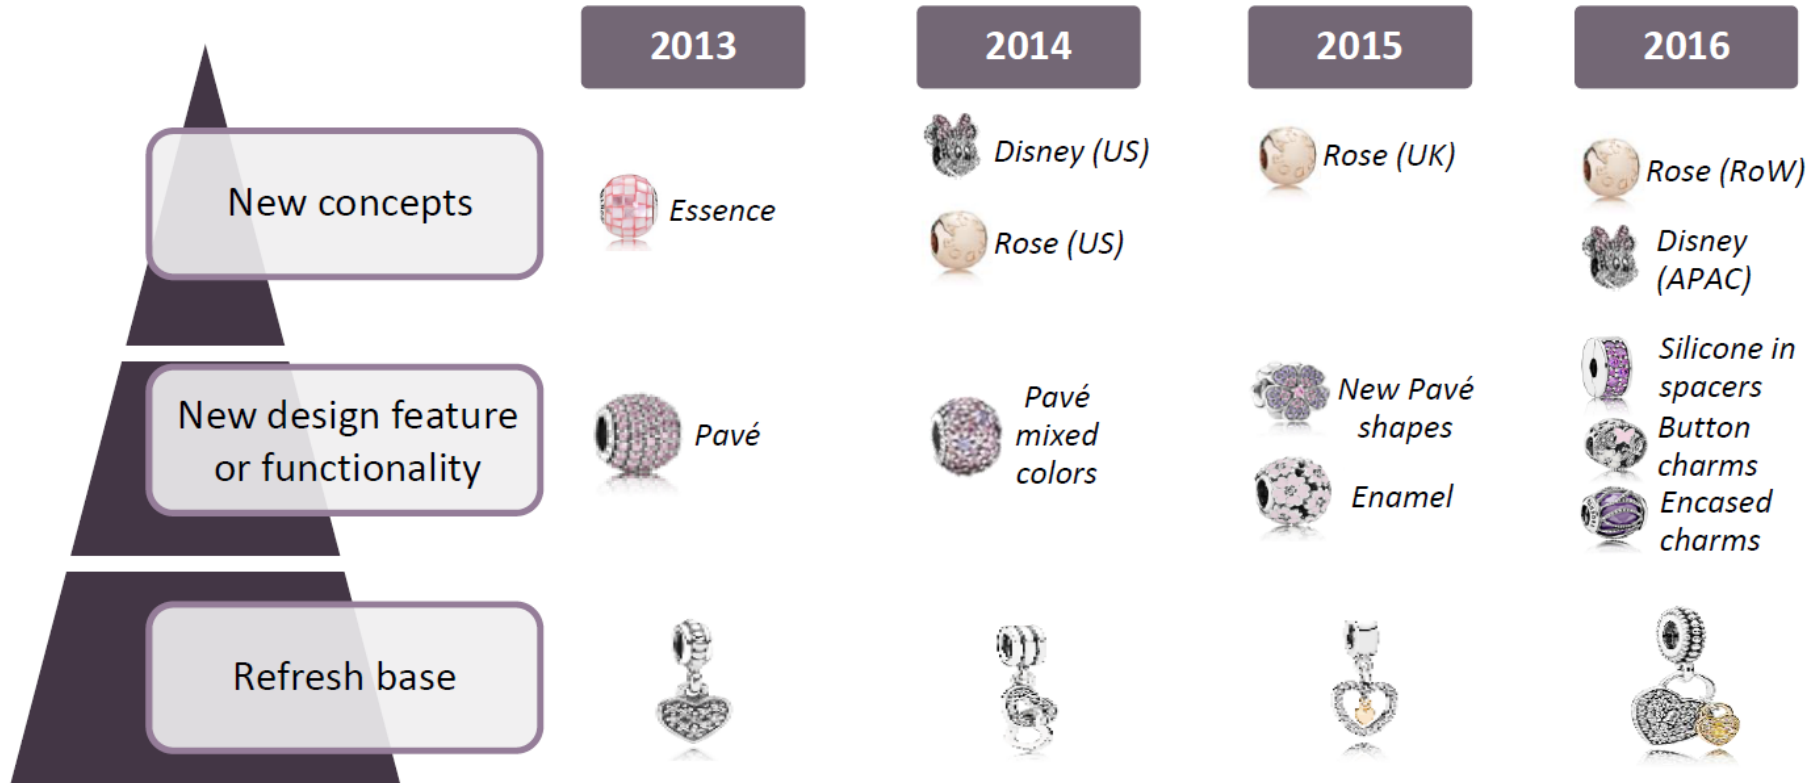 2013
2014
2015
2016
New concepts
Essence
Disney (US)
Rose (US)
Rose (UK)
Rose (RoW)
Disney
(APAC)
New design feature
or functionality
Pavé
Pavé
mixed
colors
New Pavé
shapes
Enamel
Silicone in
spacers
Button
charms
Encased
charms
Refresh base